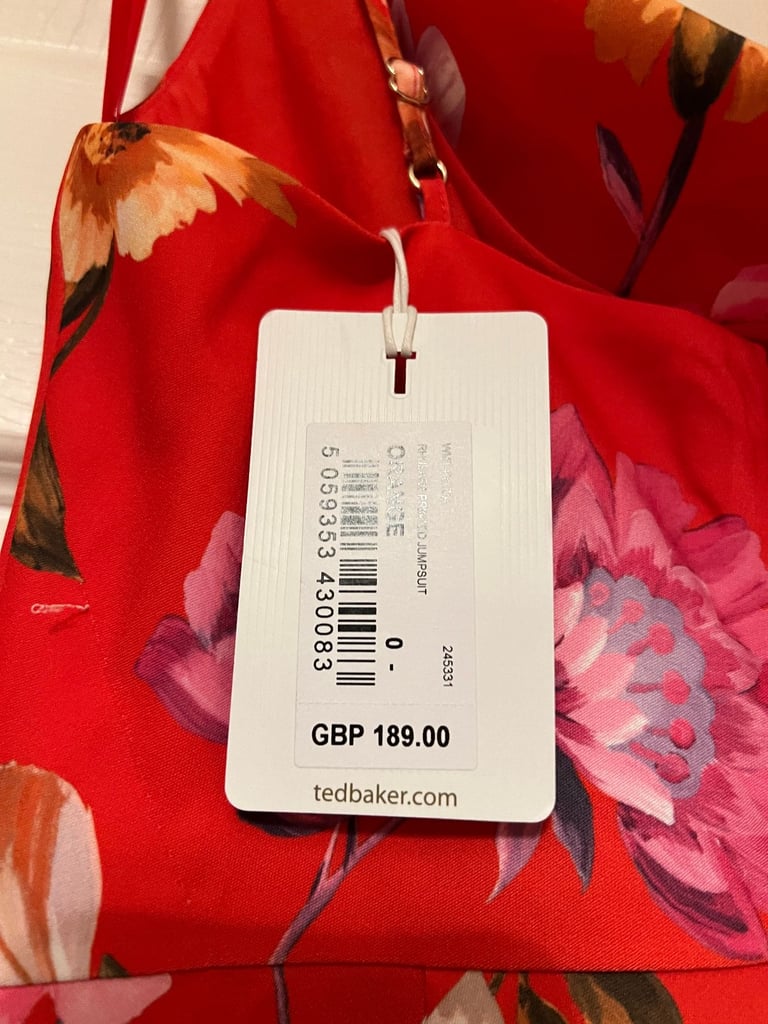 JUMPSUIT
245331
ORANGE
0 -
5 059353 430083
GBP 189.00
tedbaker.com